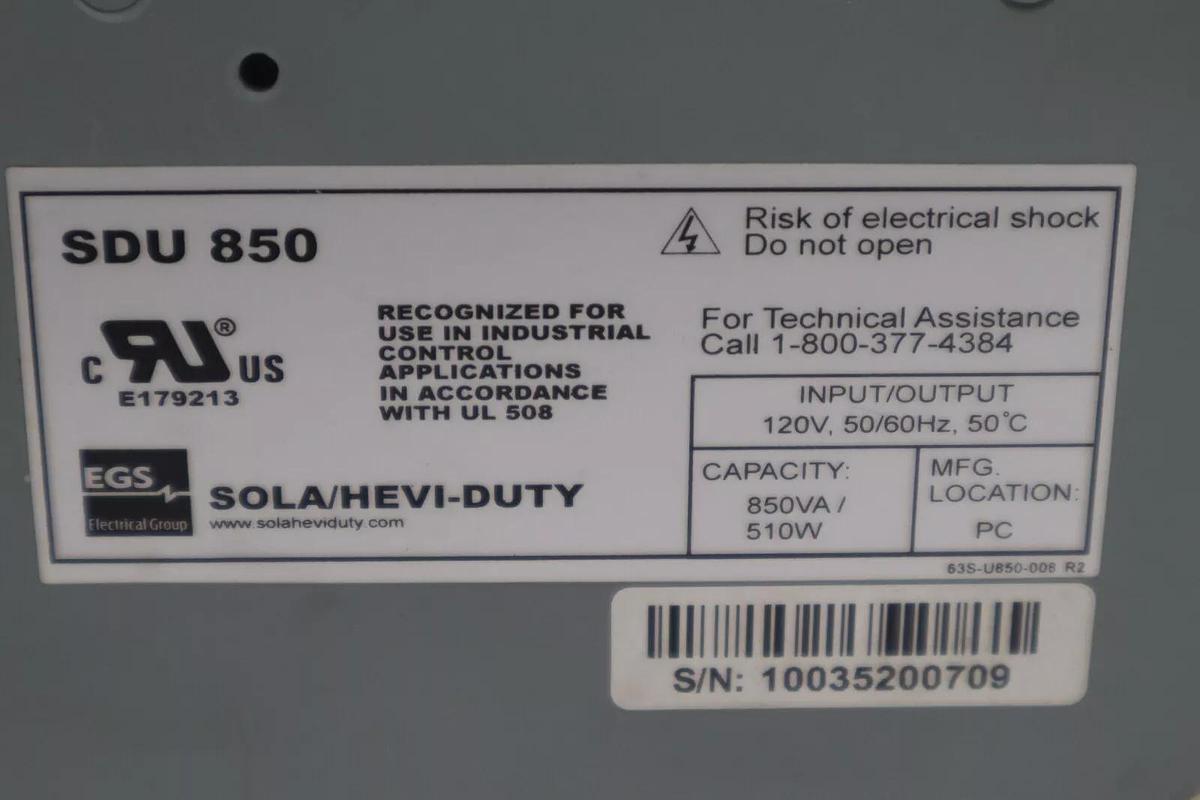 SDU 850
Risk of electrical shock
Do not open
C RU® US
E179213
RECOGNIZED FOR
USE IN INDUSTRIAL
CONTROL
APPLICATIONS
IN ACCORDANCE
WITH UL 508
For Technical Assistance
Call 1-800-377-4384
INPUT/OUTPUT
120V, 50/60Hz, 50°C
CAPACITY:
850VA /
510W
MFG.
LOCATION:
PC
EGS
Electrical Group
SOLA/HEVI-DUTY
www.solaheviduty.com
63S-U850-008 R2
S/N: 10035200709